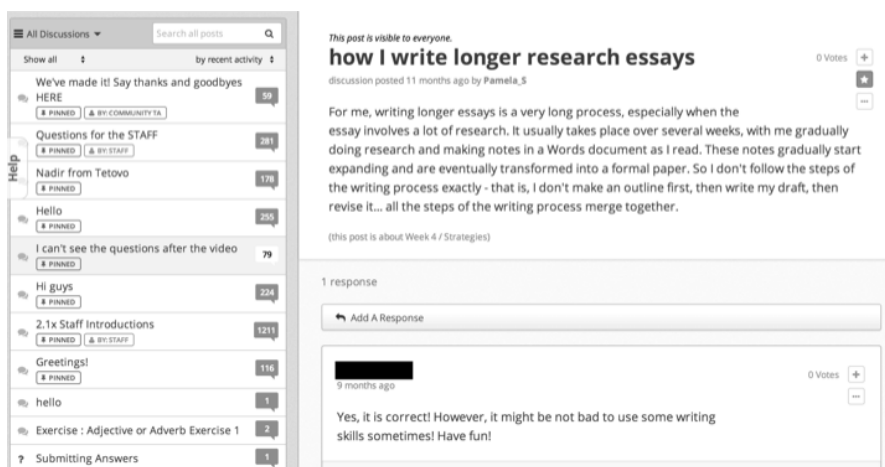 All Discussions
Search all posts
Show all
by recent activity
We've made it! Say thanks and goodbyes
HERE
59
PINNED
BY: COMMUNITY TA
Questions for the STAFF
281
PINNED
BY: STAFF
Nadir from Tetovo
178
PINNED
Hello
255
PINNED
I can't see the questions after the video
79
PINNED
Hi guys
224
PINNED
2.1x Staff Introductions
1211
PINNED
BY: STAFF
Greetings!
116
PINNED
hello
1
Exercise : Adjective or Adverb Exercise 1
2
? Submitting Answers
1
Help
This post is visible to everyone.
how I write longer research essays
0 Votes
+
discussion posted 11 months ago by Pamela_S
For me, writing longer essays is a very long process, especially when the
essay involves a lot of research. It usually takes place over several weeks, with me gradually
doing research and making notes in a Words document as I read. These notes gradually start
expanding and are eventually transformed into a formal paper. So I don't follow the steps of
the writing process exactly - that is, I don't make an outline first, then write my draft, then
revise it... all the steps of the writing process merge together.
(this post is about Week 4 / Strategies)
1 response
Add A Response
9 months ago
0 Votes
+
Yes, it is correct! However, it might be not bad to use some writing
skills sometimes! Have fun!